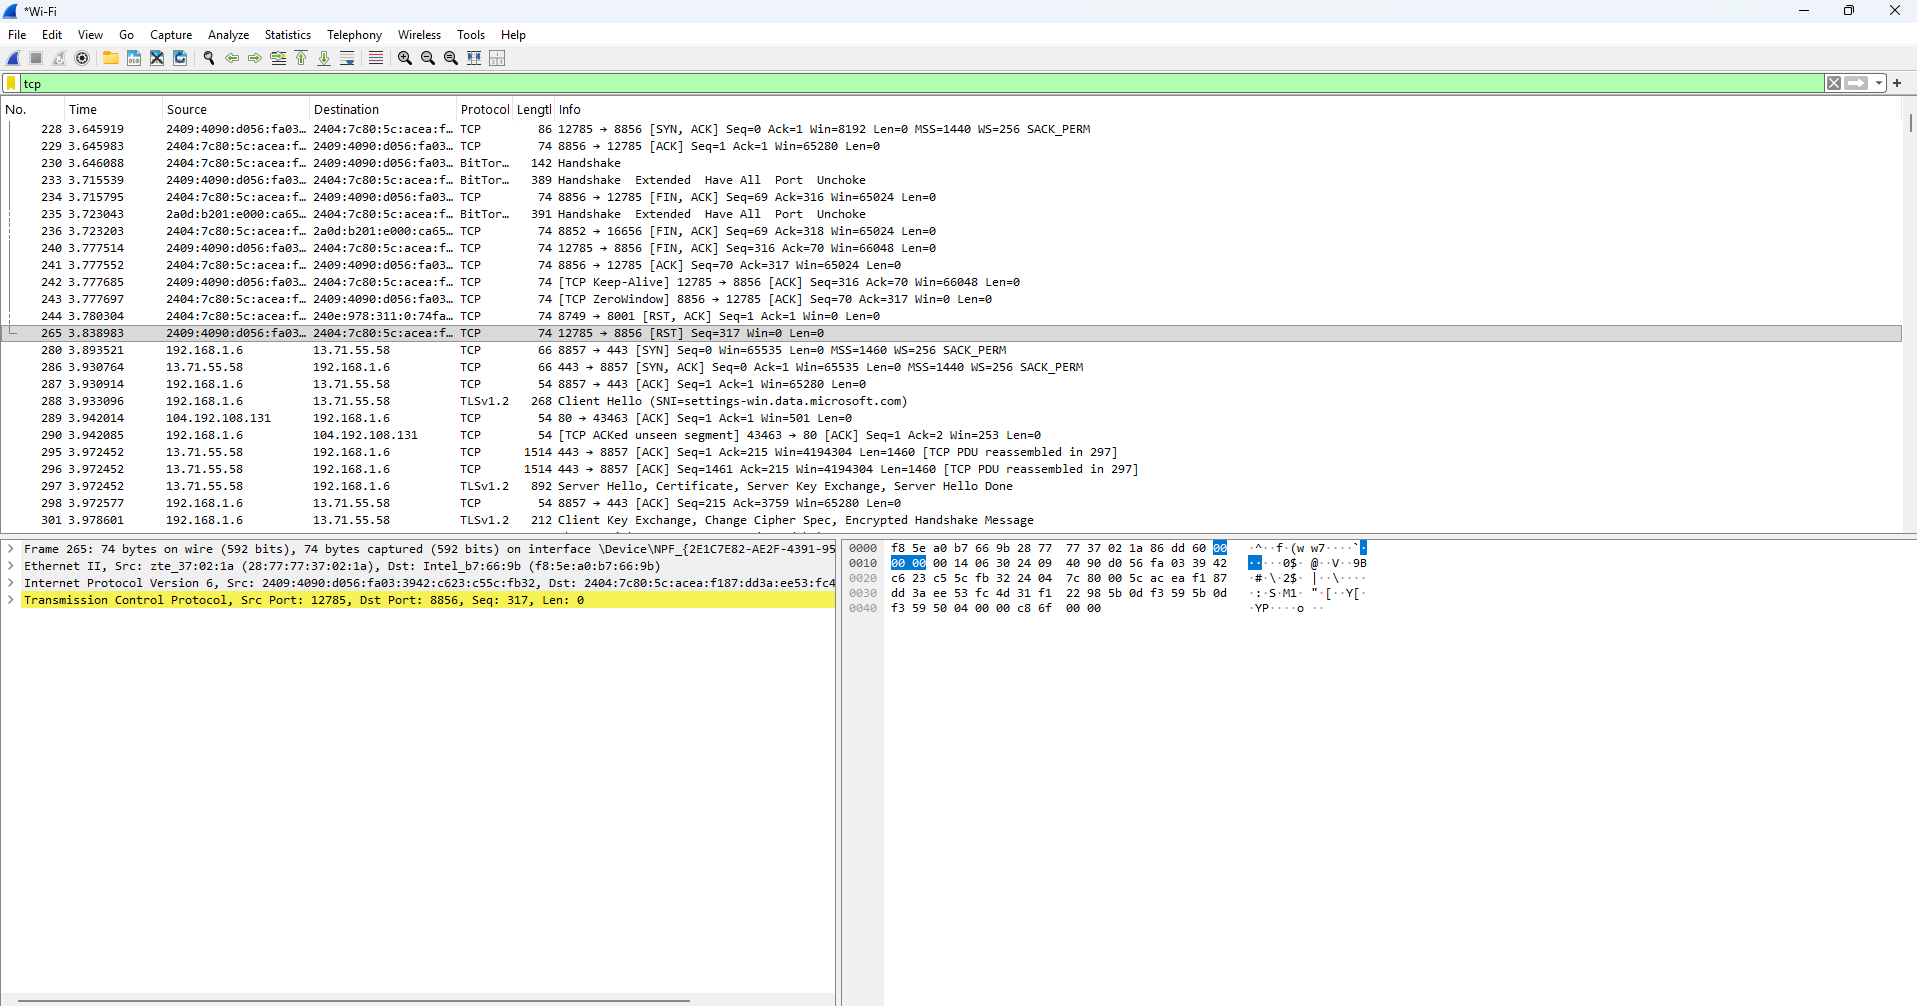 *Wi-Fi
File Edit View Go Capture Analyze Statistics Telephony Wireless Tools Help
tcp
No. Time Source Destination Protocol Lengtl Info
228 3.645919 2409:4090:d056:fa03… 2404:7c80:5c:acea:f… TCP 86 12785 → 8856 [SYN, ACK] Seq=0 Ack=1 Win=8192 Len=0 MSS=1440 WS=256 SACK_PERM
229 3.645983 2404:7c80:5c:acea:f… 2409:4090:d056:fa03… TCP 74 8856 → 12785 [ACK] Seq=1 Ack=1 Win=65280 Len=0
230 3.646088 2404:7c80:5c:acea:f… 2409:4090:d056:fa03… BitTor… 142 Handshake
233 3.715539 2409:4090:d056:fa03… 2404:7c80:5c:acea:f… BitTor… 389 Handshake Extended Have All Port Unchoke
234 3.715795 2404:7c80:5c:acea:f… 2409:4090:d056:fa03… TCP 74 8856 → 12785 [FIN, ACK] Seq=69 Ack=316 Win=65024 Len=0
235 3.723043 2a0d:b201:e000:ca65… 2404:7c80:5c:acea:f… BitTor… 391 Handshake Extended Have All Port Unchoke
236 3.723203 2404:7c80:5c:acea:f… 2a0d:b201:e000:ca65… TCP 74 8852 → 16656 [FIN, ACK] Seq=69 Ack=318 Win=65024 Len=0
240 3.777514 2409:4090:d056:fa03… 2404:7c80:5c:acea:f… TCP 74 12785 → 8856 [FIN, ACK] Seq=316 Ack=70 Win=66048 Len=0
241 3.777552 2404:7c80:5c:acea:f… 2409:4090:d056:fa03… TCP 74 8856 → 12785 [ACK] Seq=70 Ack=317 Win=65024 Len=0
242 3.777685 2409:4090:d056:fa03… 2404:7c80:5c:acea:f… TCP 74 [TCP Keep-Alive] 12785 → 8856 [ACK] Seq=316 Ack=70 Win=66048 Len=0
243 3.777697 2404:7c80:5c:acea:f… 2409:4090:d056:fa03… TCP 74 [TCP ZeroWindow] 8856 → 12785 [ACK] Seq=70 Ack=317 Win=0 Len=0
244 3.780304 2404:7c80:5c:acea:f… 240e:978:311:0:74fa… TCP 74 8749 → 8001 [RST, ACK] Seq=1 Ack=1 Win=0 Len=0
265 3.838983 2409:4090:d056:fa03… 2404:7c80:5c:acea:f… TCP 74 12785 → 8856 [RST] Seq=317 Win=0 Len=0
280 3.893521 192.168.1.6 13.71.55.58 TCP 66 8857 → 443 [SYN] Seq=0 Win=65535 Len=0 MSS=1460 WS=256 SACK_PERM
286 3.930764 13.71.55.58 192.168.1.6 TCP 66 443 → 8857 [SYN, ACK] Seq=0 Ack=1 Win=65535 Len=0 MSS=1440 WS=256 SACK_PERM
287 3.930914 192.168.1.6 13.71.55.58 TCP 54 8857 → 443 [ACK] Seq=1 Ack=1 Win=65280 Len=0
288 3.933096 192.168.1.6 13.71.55.58 TLSv1.2 268 Client Hello (SNI=settings-win.data.microsoft.com)
289 3.942014 104.192.108.131 192.168.1.6 TCP 54 80 → 43463 [ACK] Seq=1 Ack=1 Win=501 Len=0
290 3.942085 192.168.1.6 104.192.108.131 TCP 54 [TCP ACKed unseen segment] 43463 → 80 [ACK] Seq=1 Ack=2 Win=253 Len=0
295 3.972452 13.71.55.58 192.168.1.6 TCP 1514 443 → 8857 [ACK] Seq=1 Ack=215 Win=4194304 Len=1460 [TCP PDU reassembled in 297]
296 3.972452 13.71.55.58 192.168.1.6 TCP 1514 443 → 8857 [ACK] Seq=1461 Ack=215 Win=4194304 Len=1460 [TCP PDU reassembled in 297]
297 3.972452 13.71.55.58 192.168.1.6 TLSv1.2 892 Server Hello, Certificate, Server Key Exchange, Server Hello Done
298 3.972577 192.168.1.6 13.71.55.58 TCP 54 8857 → 443 [ACK] Seq=215 Ack=3759 Win=65280 Len=0
301 3.978601 192.168.1.6 13.71.55.58 TLSv1.2 212 Client Key Exchange, Change Cipher Spec, Encrypted Handshake Message
Frame 265: 74 bytes on wire (592 bits), 74 bytes captured (592 bits) on interface \Device\NPF_{2E1C7E82-AE2F-4391-95
Ethernet II, Src: zte_37:02:1a (28:77:77:37:02:1a), Dst: Intel_b7:66:9b (f8:5e:a0:b7:66:9b)
Internet Protocol Version 6, Src: 2409:4090:d056:fa03:3942:c623:c55c:fb32, Dst: 2404:7c80:5c:acea:f187:dd3a:ee53:fc4
Transmission Control Protocol, Src Port: 12785, Dst Port: 8856, Seq: 317, Len: 0
0000 f8 5e a0 b7 66 9b 28 77 77 37 02 1a 86 dd 60 00 ·^··f·(w w7····`·
0010 00 00 00 14 06 30 24 09 40 90 d0 56 fa 03 39 42 ·····0$· @··V··9B
0020 c6 23 c5 5c fb 32 24 04 7c 80 00 5c ac ea f1 87 ·#·\·2$· |··\····
0030 dd 3a ee 53 fc 4d 31 f1 22 98 5b 0d f3 59 5b 0d ·:·S·M1· "·[··Y[·
0040 f3 59 50 04 00 00 c8 6f 00 00 ·YP····o ··